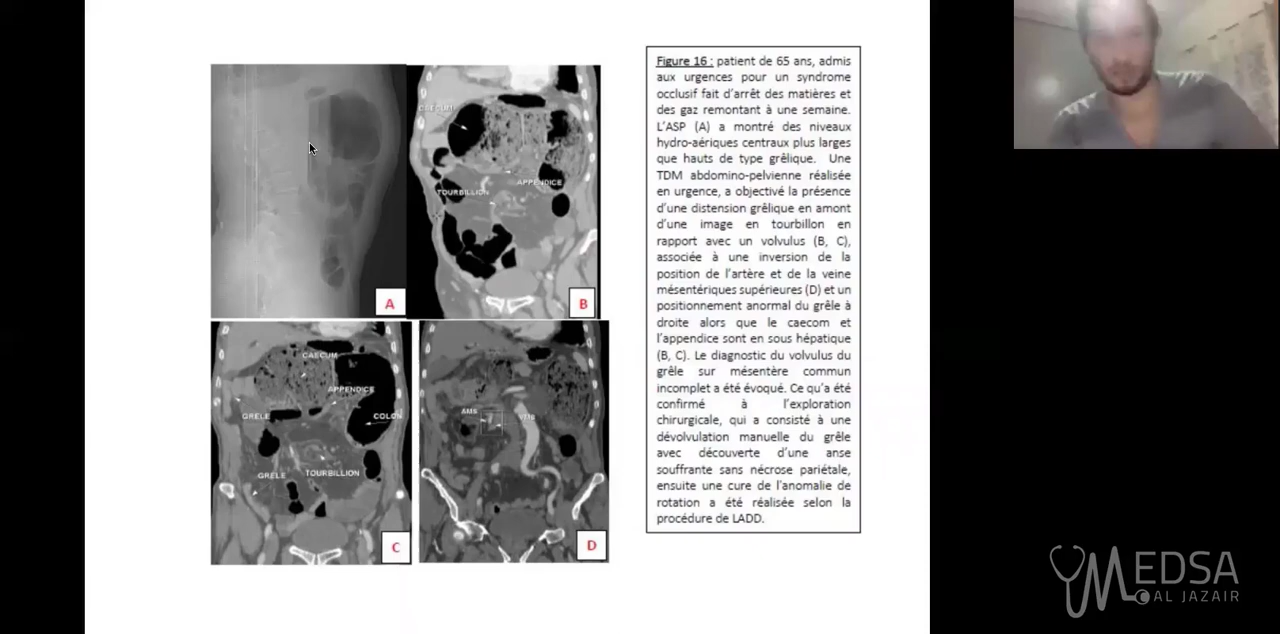 CAECUM
TOURBILLION
APPENDICE
A
B
CAECUM
APPENDICE
GRELE
COLON
GRELE
TOURBILLION
C
AMS
VMS
D
Figure 16 : patient de 65 ans, admis
aux urgences pour un syndrome
occlusif fait d'arrêt des matières et
des gaz remontant à une semaine.
L'ASP (A) a montré des niveaux
hydro-aériques centraux plus larges
que hauts de type grêlique. Une
TDM abdomino-pelvienne réalisée
en urgence, a objectivé la présence
d'une distension grêlique en amont
d'une image en tourbillon en
rapport avec un volvulus (B, C),
associée à une inversion de la
position de l'artère et de la veine
mésentériques supérieures (D) et un
positionnement anormal du grêle à
droite alors que le caecom et
l'appendice sont en sous hépatique
(B, C). Le diagnostic du volvulus du
grêle sur mésentère commun
incomplet a été évoqué. Ce qu'a été
confirmé à l'exploration
chirurgicale, qui a consisté à une
dévolvulation manuelle du grêle
avec découverte d'une anse
souffrante sans nécrose pariétale,
ensuite une cure de l'anomalie de
rotation a été réalisée selon la
procédure de LADD.
MEDSA
AL JAZAIR